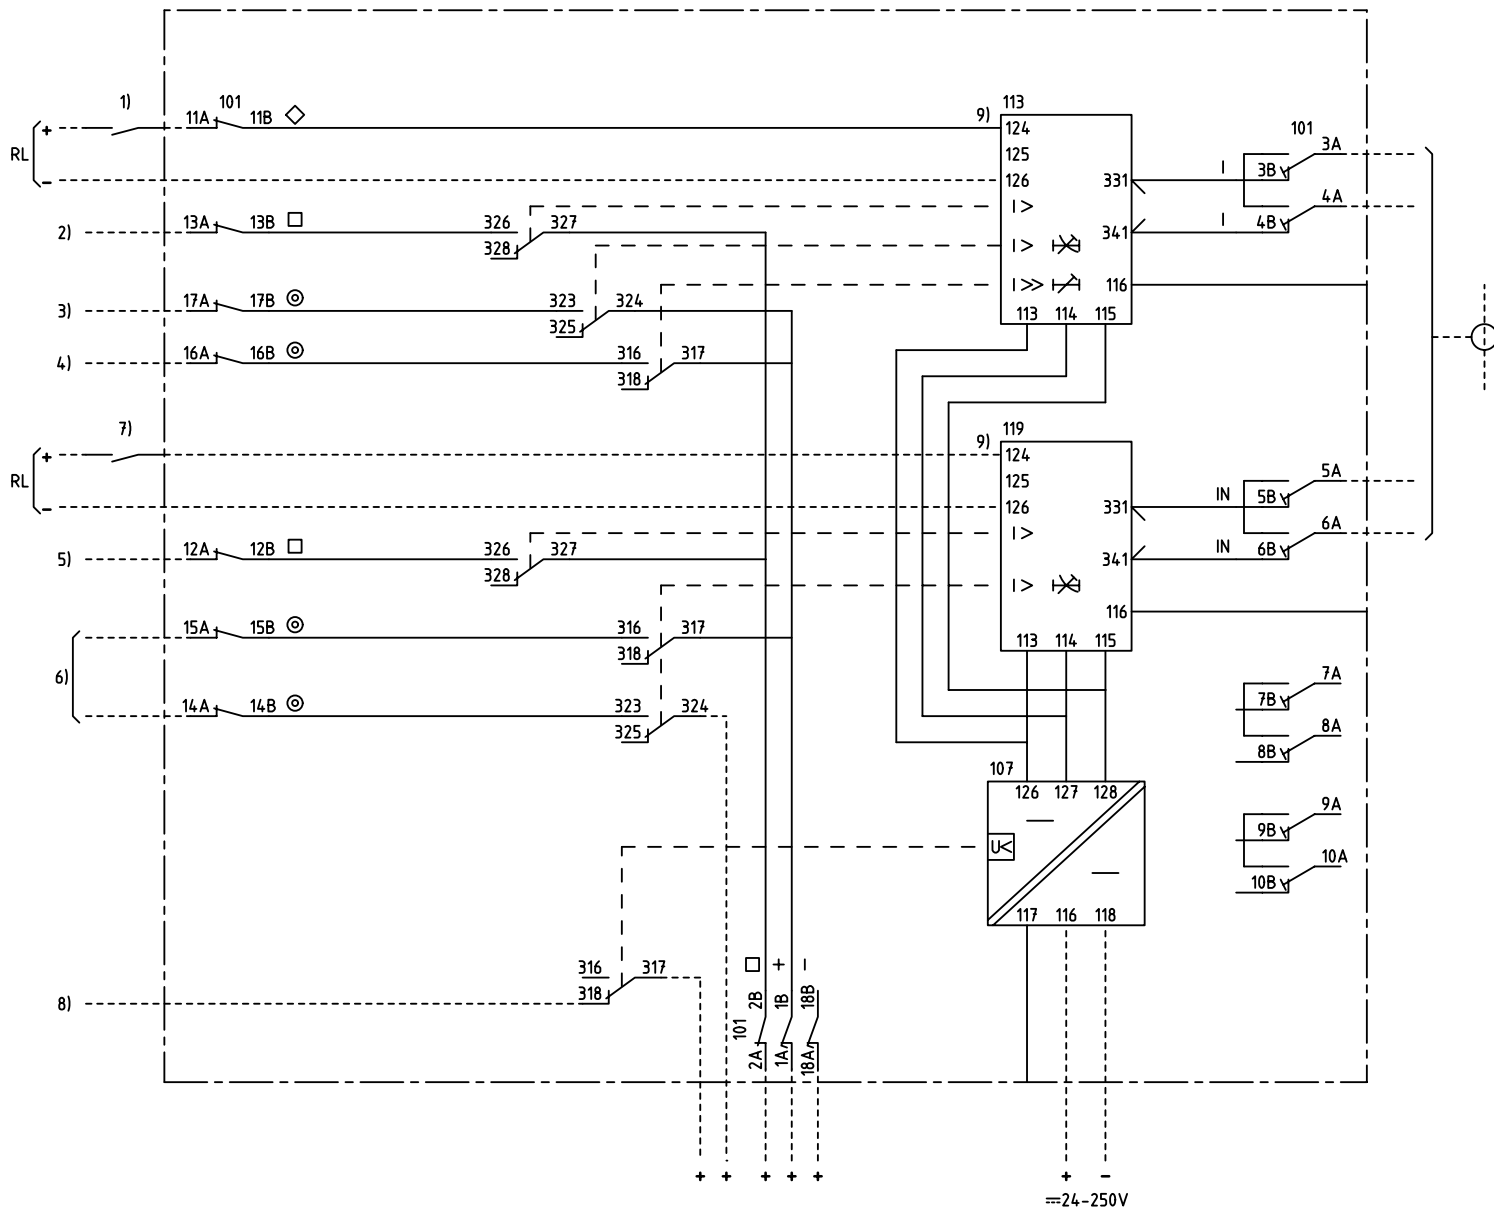 1) 101 113
11A 11B 9) 124 101
+ 125 3A
RL 126 331 I 3B
− I> 4A
13A 13B 326 327 341 I 4B
2) 328 I>
I>> 116
17A 17B 323 324
3) 325 113 114 115
16A 16B 316 317
4) 318
7) 119
+ 9) 124
125 5A
RL 126 331 IN 5B
− I> 6A
12A 12B 326 327 341 IN 6B
5) 328 I>
116
15A 15B 316 317 113 114 115
318
6) 7A
14A 14B 323 324 7B
325 8A
107 8B
126 127 128
9A
U< 9B
10A
10B
117 116 118
316 317 □ + −
8) 318 2B 1B 18B
101
2A 1A 18A
+ + + + + + −
⎓24-250V